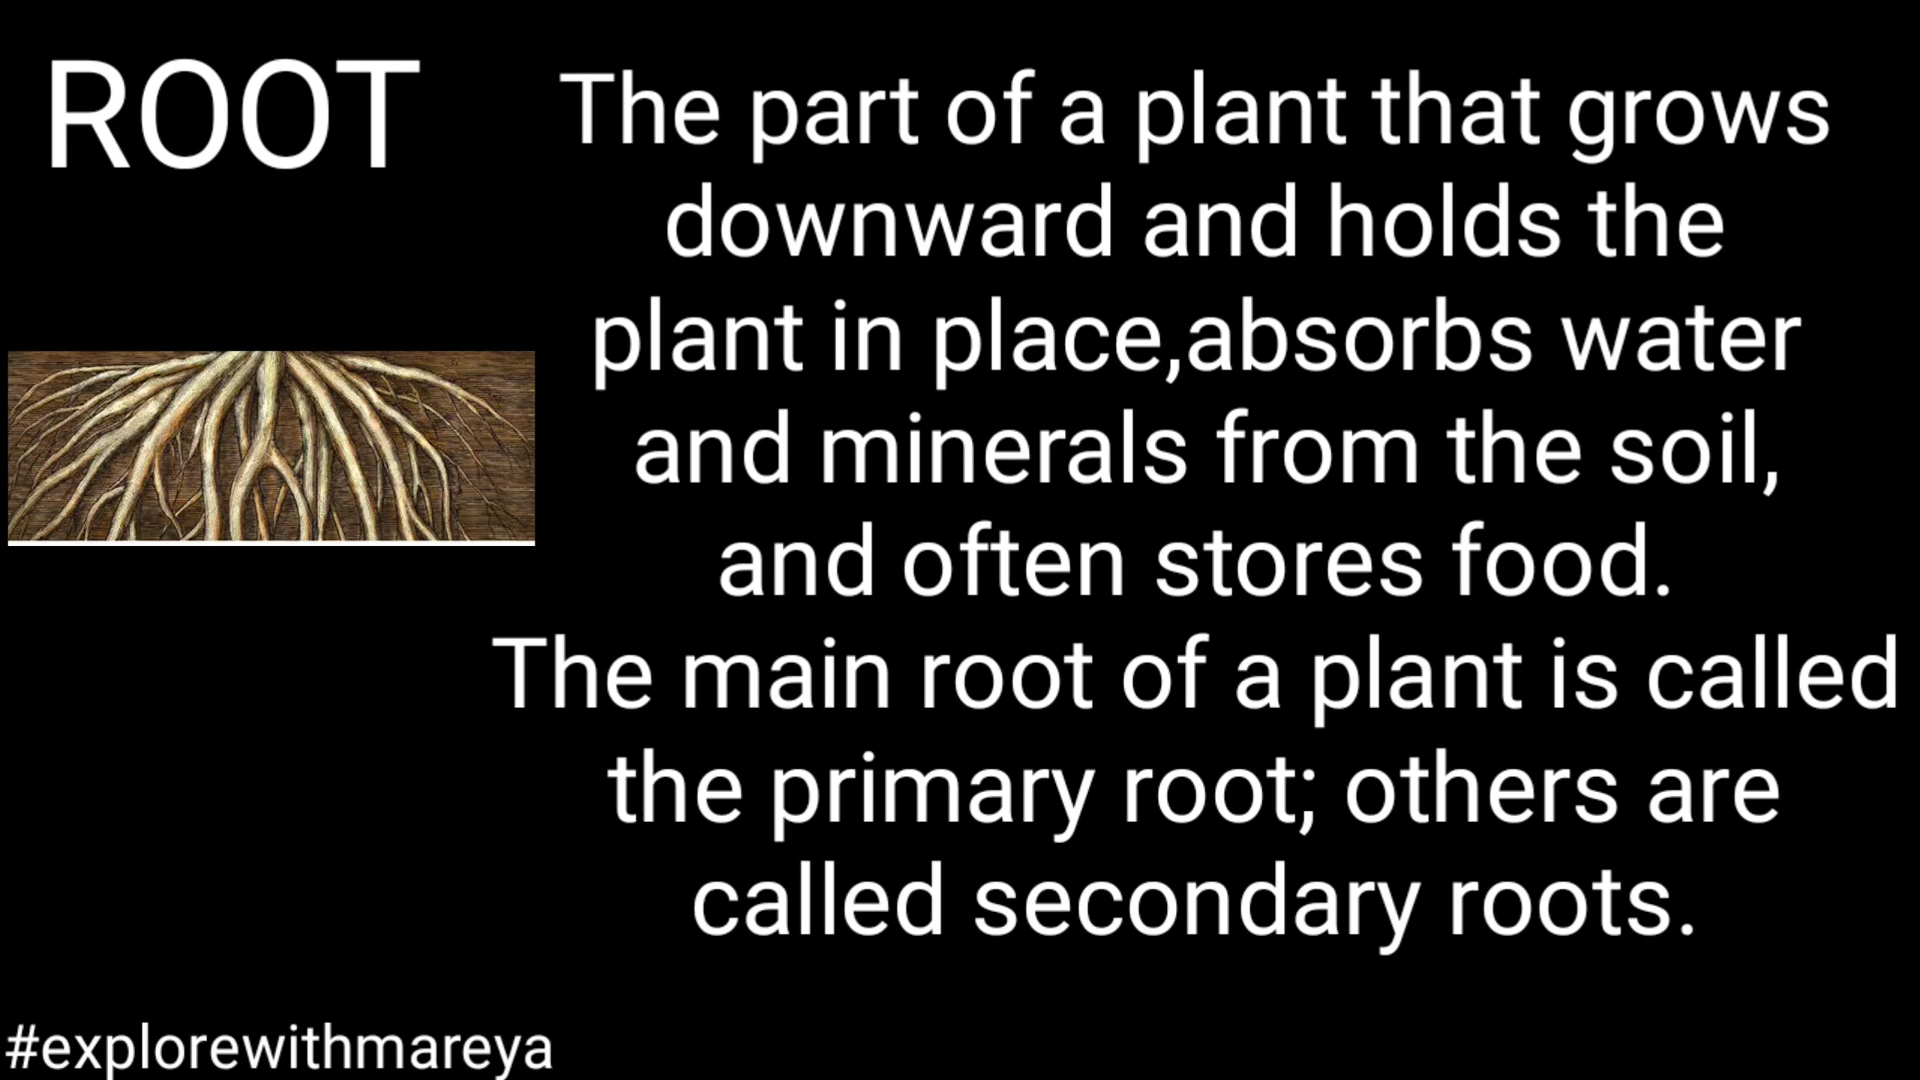 ROOT
The part of a plant that grows
downward and holds the
plant in place,absorbs water
and minerals from the soil,
and often stores food.
The main root of a plant is called
the primary root; others are
called secondary roots.
#explorewithmareya